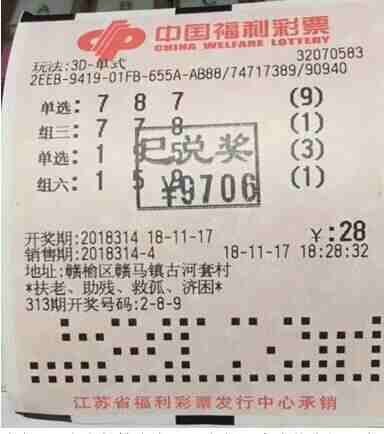 中国福利彩票
CHINA WELFARE LOTTERY
玩法:3D-单式 32070583
2EEB-9419-01FB-655A-AB88/74717389/90940
单选: 7 8 7 (9)
组三: 7 7 8 (1)
单选: 1 8 5 (3)
组六: 1 5 8 (1)
已兑奖
¥9706
开奖期:2018314 18-11-17 ¥:28
销售期:2018314-4 18-11-17 18:28:32
地址:赣榆区赣马镇古河套村
*扶老、助残、救孤、济困*
313期开奖号码:2-8-9
江苏省福利彩票发行中心承销